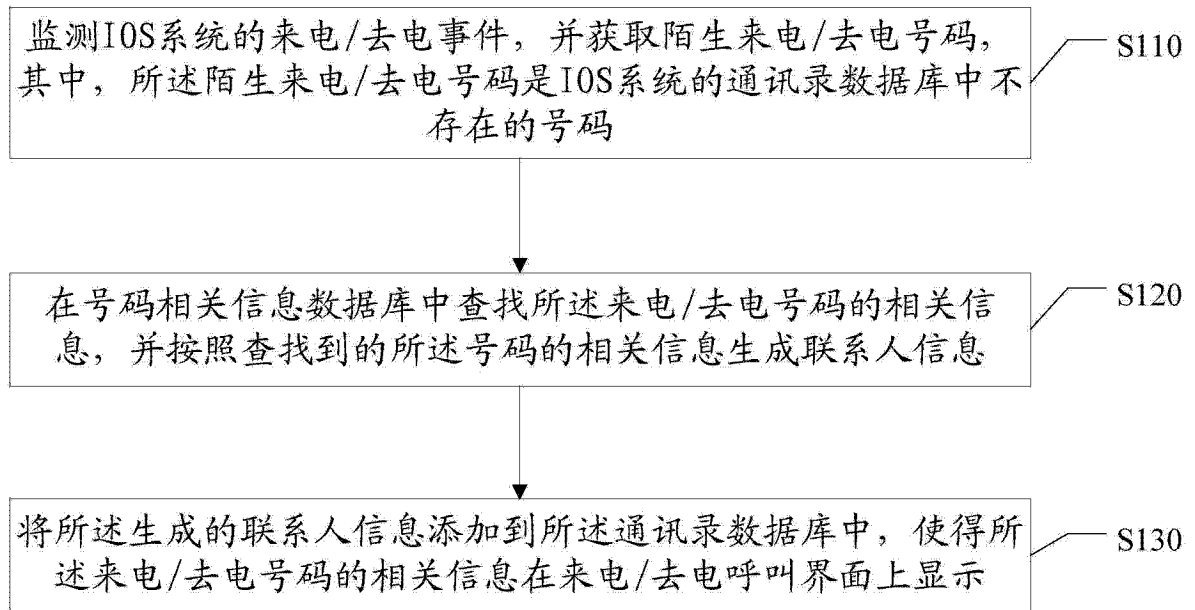 监测IOS系统的来电/去电事件，并获取陌生来电/去电号码，
其中，所述陌生来电/去电号码是IOS系统的通讯录数据库中不
存在的号码
S110
在号码相关信息数据库中查找所述来电/去电号码的相关信
息，并按照查找到的所述号码的相关信息生成联系人信息
S120
将所述生成的联系人信息添加到所述通讯录数据库中，使得所
述来电/去电号码的相关信息在来电/去电呼叫界面上显示
S130